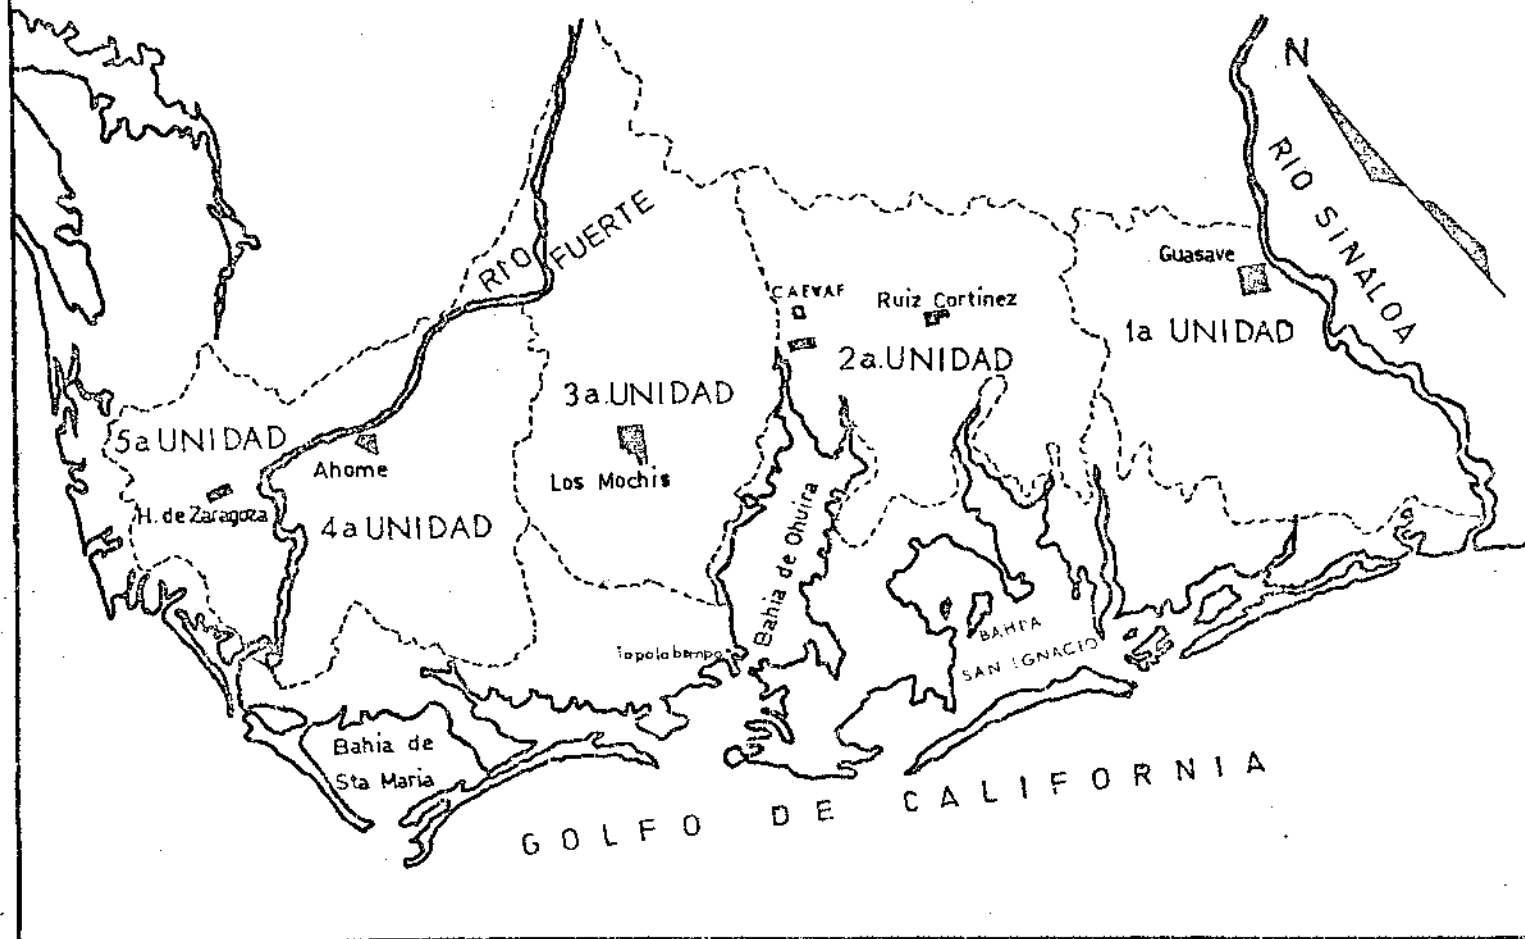 N
RIO SINALOA
RIO FUERTE
Guasave
CAEVAF
Ruiz Cortinez
1a UNIDAD
2a.UNIDAD
3a.UNIDAD
5a UNIDAD
Ahome
Los Mochis
H. de Zaragoza
4a UNIDAD
Bahia de Ohuira
Topolobampo
BAHIA
SAN IGNACIO
Bahia de
Sta Maria
GOLFO DE CALIFORNIA